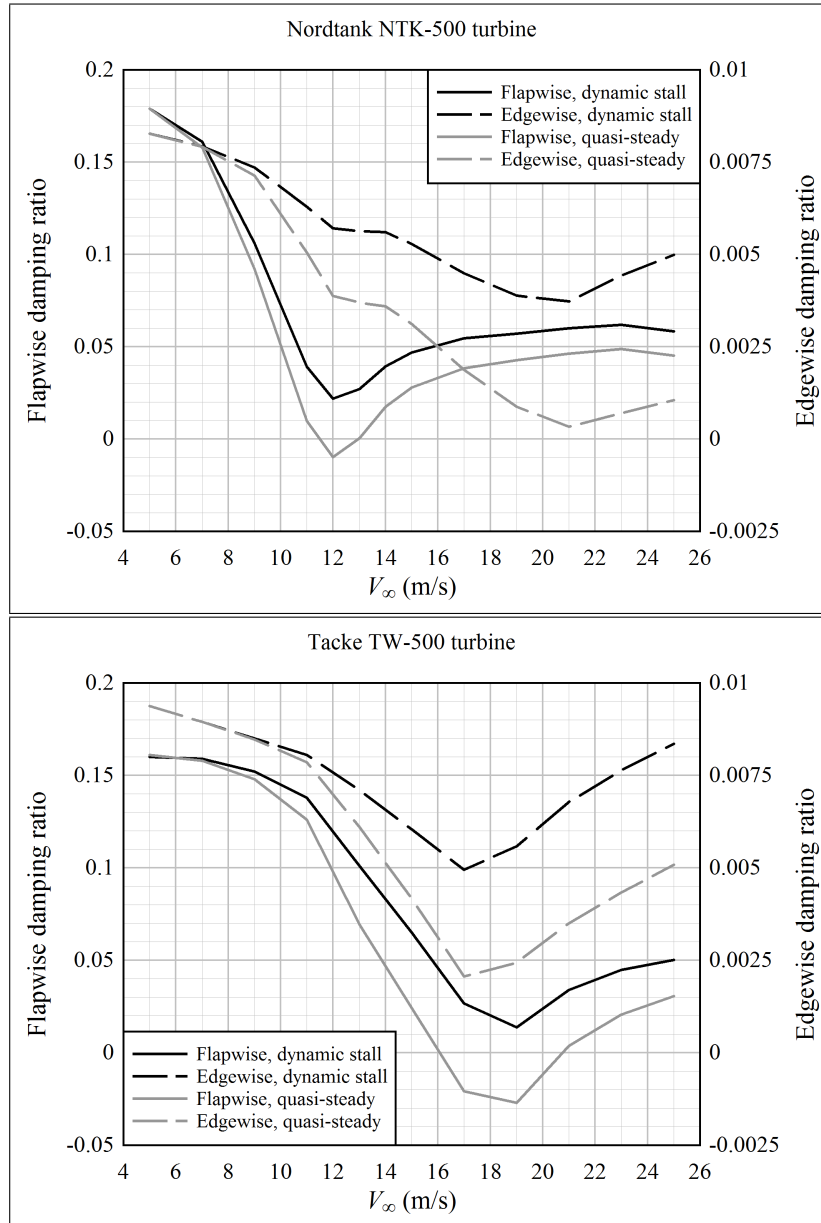 Nordtank NTK-500 turbine
Flapwise damping ratio
0.2
0.15
0.1
0.05
0
-0.05
Flapwise, dynamic stall
Edgewise, dynamic stall
Flapwise, quasi-steady
Edgewise, quasi-steady
0.01
0.0075
0.005
0.0025
0
-0.0025
Edgewise damping ratio
4 6 8 10 12 14 16 18 20 22 24 26
V∞ (m/s)
Tacke TW-500 turbine
Flapwise damping ratio
0.2
0.15
0.1
0.05
0
-0.05
Flapwise, dynamic stall
Edgewise, dynamic stall
Flapwise, quasi-steady
Edgewise, quasi-steady
0.01
0.0075
0.005
0.0025
0
-0.0025
Edgewise damping ratio
4 6 8 10 12 14 16 18 20 22 24 26
V∞ (m/s)